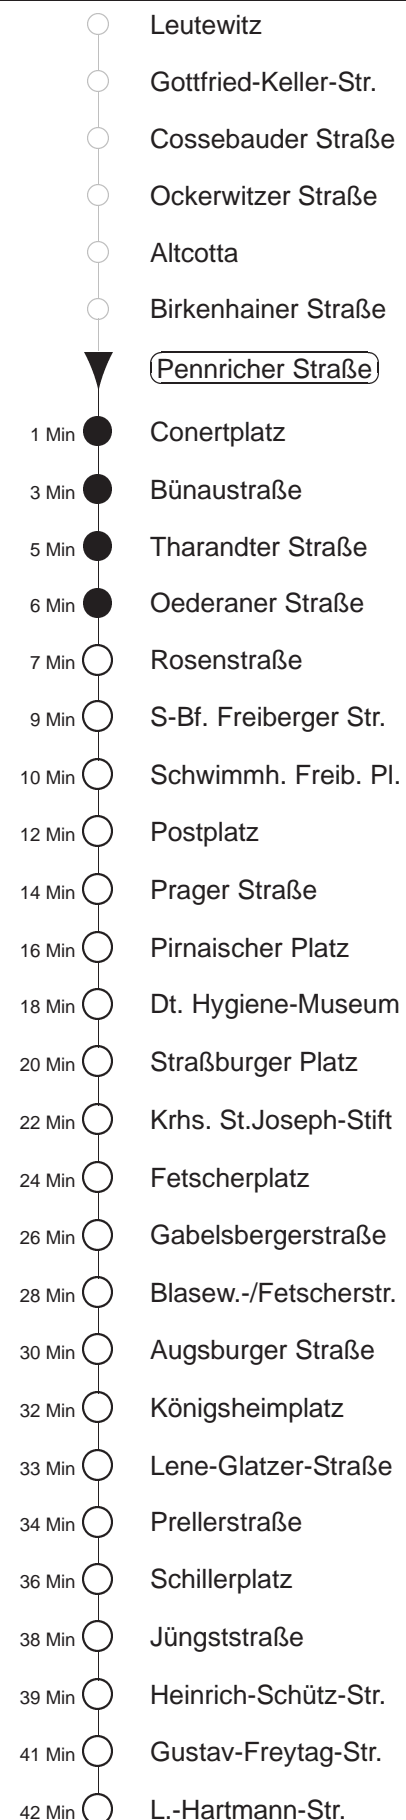 Leutewitz
Gottfried-Keller-Str.
Cossebauder Straße
Ockerwitzer Straße
Altcotta
Birkenhainer Straße
Pennricher Straße
1 Min Conertplatz
3 Min Bünaustraße
5 Min Tharandter Straße
6 Min Oederaner Straße
7 Min Rosenstraße
9 Min S-Bf. Freiberger Str.
10 Min Schwimmh. Freib. Pl.
12 Min Postplatz
14 Min Prager Straße
16 Min Pirnaischer Platz
18 Min Dt. Hygiene-Museum
20 Min Straßburger Platz
22 Min Krhs. St.Joseph-Stift
24 Min Fetscherplatz
26 Min Gabelsbergerstraße
28 Min Blasew.-/Fetscherstr.
30 Min Augsburger Straße
32 Min Königsheimplatz
33 Min Lene-Glatzer-Straße
34 Min Prellerstraße
36 Min Schillerplatz
38 Min Jüngststraße
39 Min Heinrich-Schütz-Str.
41 Min Gustav-Freytag-Str.
42 Min L.-Hartmann-Str.